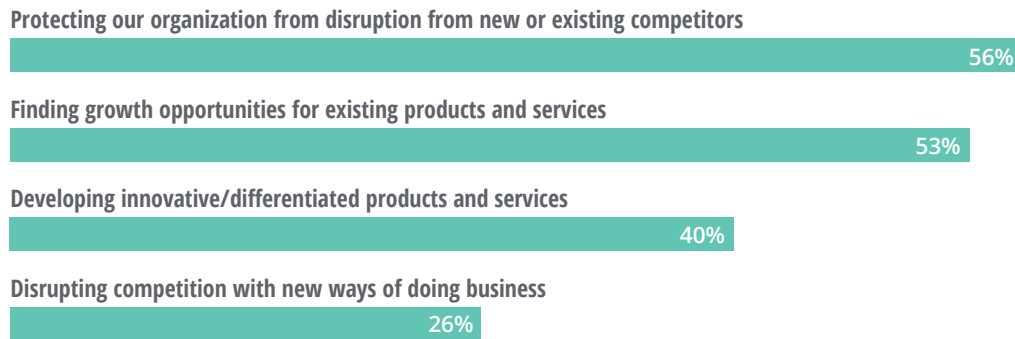 Protecting our organization from disruption from new or existing competitors
56%
Finding growth opportunities for existing products and services
53%
Developing innovative/differentiated products and services
40%
Disrupting competition with new ways of doing business
26%